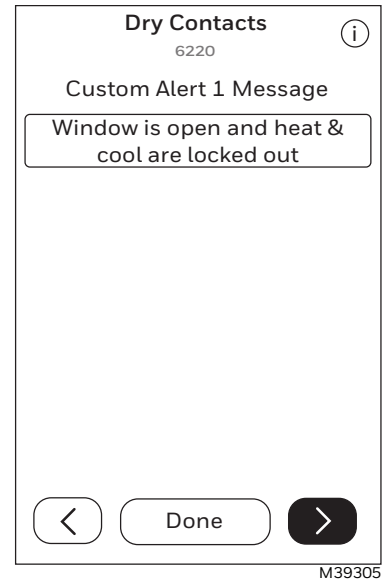 Dry Contacts
i
6220
Custom Alert 1 Message
Window is open and heat &
cool are locked out
Done
M39305